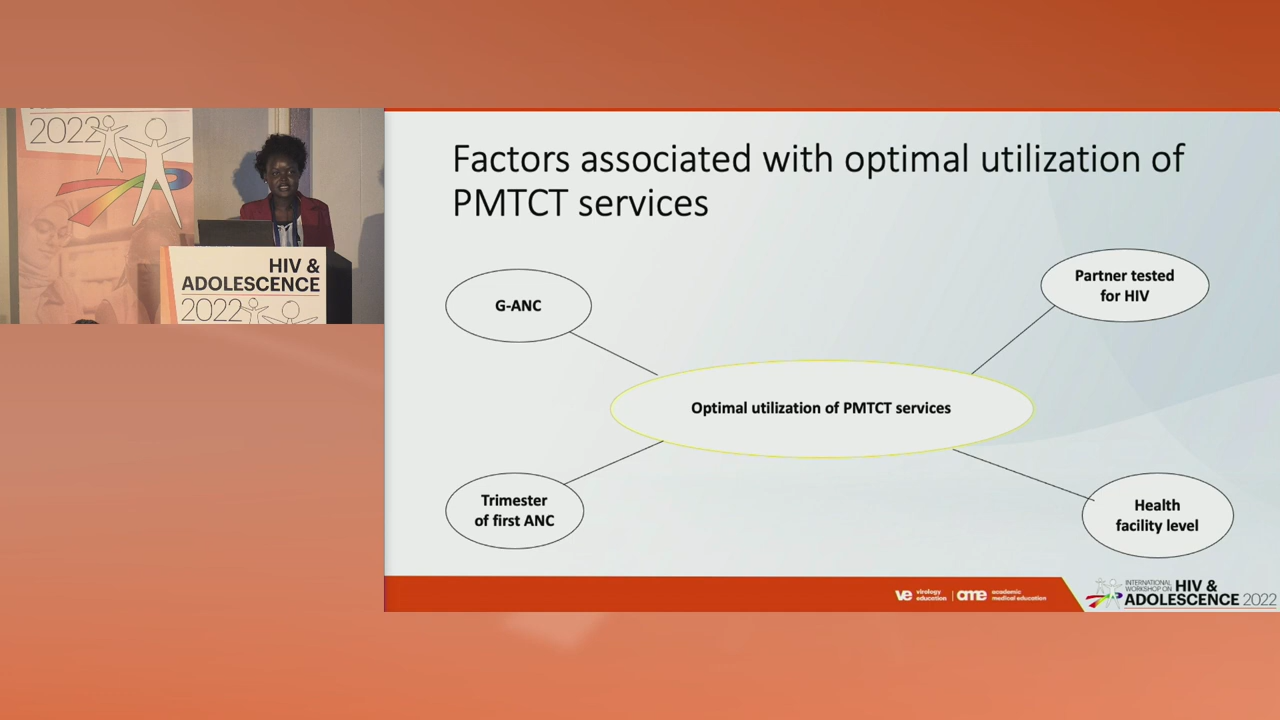 2022
HIV &
ADOLESCENCE
2022
Factors associated with optimal utilization of
PMTCT services
G-ANC
Partner tested
for HIV
Optimal utilization of PMTCT services
Trimester
of first ANC
Health
facility level
ve virology
education
ame academic
medical education
INTERNATIONAL
WORKSHOP ON
HIV &
ADOLESCENCE 2022